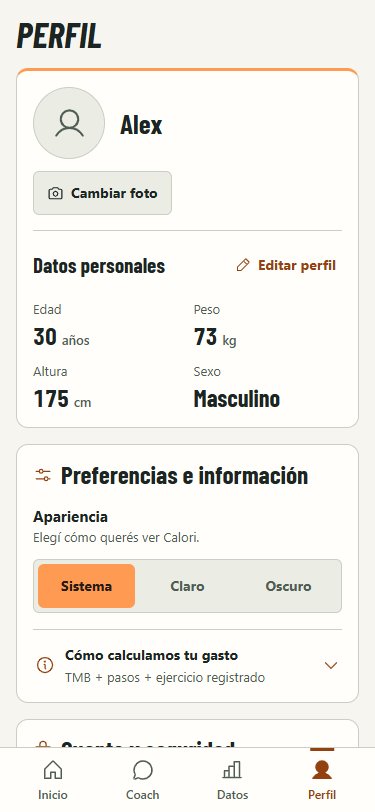 PERFIL
Alex
Cambiar foto
Datos personales
Editar perfil
Edad
Peso
30 años
73 kg
Altura
Sexo
175 cm
Masculino
Preferencias e información
Apariencia
Elegí cómo querés ver Calori.
Sistema
Claro
Oscuro
Cómo calculamos tu gasto
TMB + pasos + ejercicio registrado
Cuenta y seguridad
Inicio
Coach
Datos
Perfil